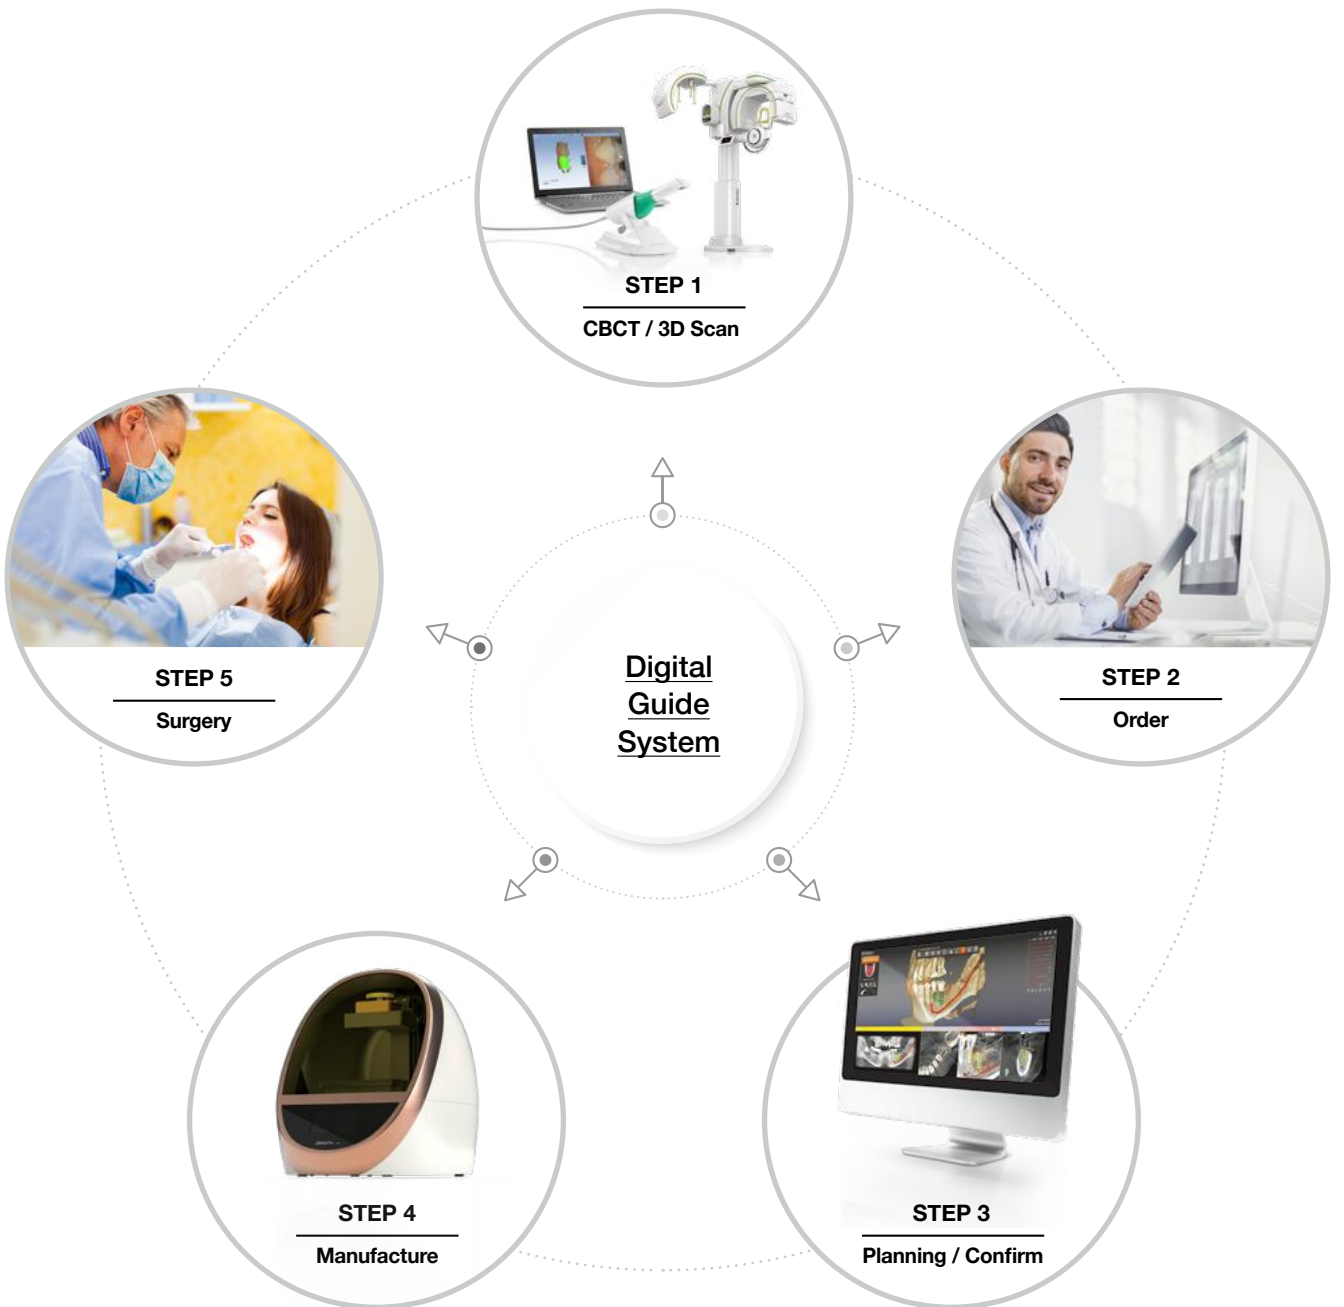 STEP 1
CBCT / 3D Scan
STEP 2
Order
STEP 3
Planning / Confirm
STEP 4
Manufacture
STEP 5
Surgery
Digital
Guide
System